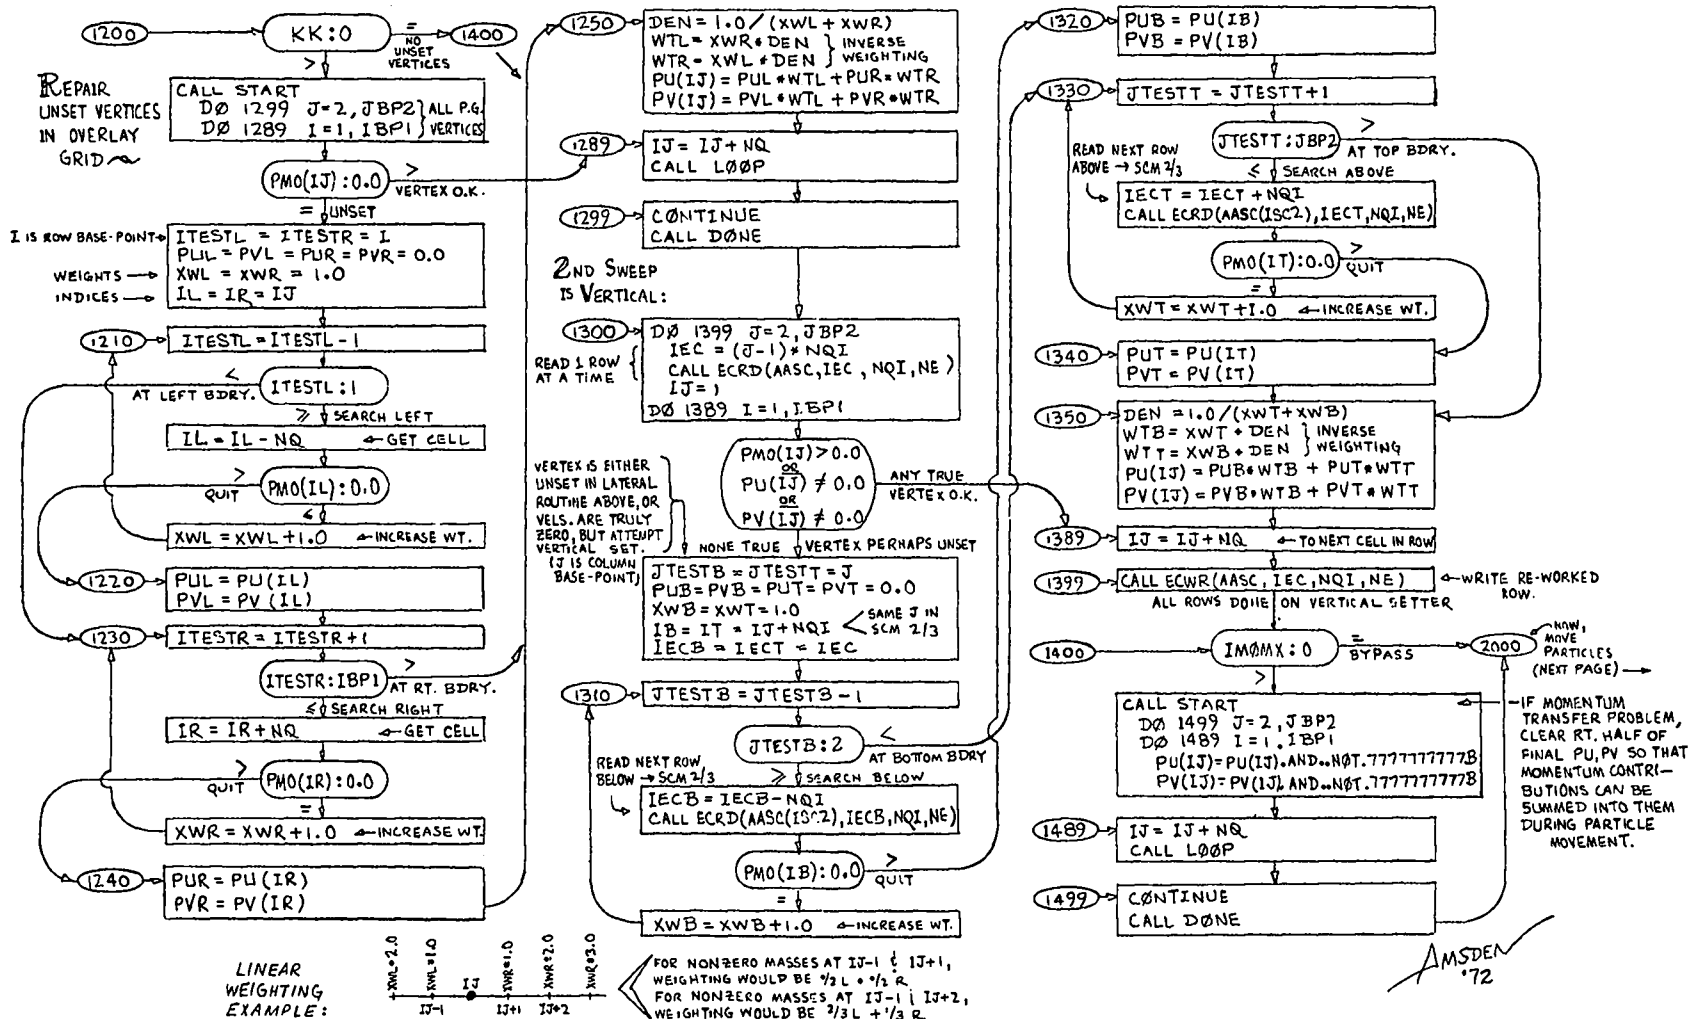 1200
KK:0
=
NO
UNSET
VERTICES
1400
>
REPAIR
UNSET VERTICES
IN OVERLAY
GRID
CALL START
DØ 1299 J=2, JBP2
DØ 1289 I=1, IBP1
ALL P.G.
VERTICES
PMO(IJ):0.0
>
VERTEX O.K.
= UNSET
I IS ROW BASE-POINT
ITESTL = ITESTR = I
PUL = PVL = PUR = PVR = 0.0
WEIGHTS
XWL = XWR = 1.0
INDICES
IL = IR = IJ
1210
ITESTL = ITESTL-1
<
AT LEFT BDRY.
ITESTL:1
≥ SEARCH LEFT
IL = IL-NQ
GET CELL
>
QUIT
PMO(IL):0.0
≤
XWL = XWL+1.0
INCREASE WT.
1220
PUL = PU(IL)
PVL = PV(IL)
1230
ITESTR = ITESTR+1
ITESTR:IBP1
>
AT RT. BDRY.
≤ SEARCH RIGHT
IR = IR+NQ
GET CELL
>
QUIT
PMO(IR):0.0
=
XWR = XWR+1.0
INCREASE WT.
1240
PUR = PU(IR)
PVR = PV(IR)
LINEAR
WEIGHTING
EXAMPLE:
XWL=2.0
XWL=1.0
IJ
XWR=1.0
XWR=2.0
XWR=3.0
IJ-1
IJ+1
IJ+2
FOR NONZERO MASSES AT IJ-1 & IJ+1,
WEIGHTING WOULD BE ½ L + ½ R
FOR NONZERO MASSES AT IJ-1 & IJ+2,
WEIGHTING WOULD BE 2/3 L + 1/3 R
1250
DEN = 1.0 / (XWL + XWR)
WTL = XWR * DEN
WTR = XWL * DEN
INVERSE
WEIGHTING
PU(IJ) = PUL*WTL + PUR*WTR
PV(IJ) = PVL*WTL + PVR*WTR
1289
IJ = IJ+NQ
CALL LØØP
1299
CØNTINUE
CALL DØNE
2ND SWEEP
IS VERTICAL:
1300
READ 1 ROW
AT A TIME
DØ 1399 J=2, JBP2
IEC = (J-1)*NQI
CALL ECRD(AASC, IEC, NQI, NE)
IJ= ,
DØ 1389 I=1, IBP1
PMO(IJ)>0.0
OR
PU(IJ) ≠ 0.0
OR
PV(IJ) ≠ 0.0
ANY TRUE
VERTEX O.K.
VERTEX IS EITHER
UNSET IN LATERAL
ROUTINE ABOVE, OR
VELS. ARE TRULY
ZERO, BUT ATTEMPT
VERTICAL SET.
(J IS COLUMN
BASE-POINT)
NONE TRUE
VERTEX PERHAPS UNSET
JTESTB = JTESTT = J
PUB=PVB=PUT=PVT=0.0
XWB=XWT=1.0
IB = IT = IJ+NQI
SAME J IN
SCM 2/3
IECB = IECT = IEC
1310
JTESTB = JTESTB-1
JTESTB:2
<
AT BOTTOM BDRY
≥ SEARCH BELOW
READ NEXT ROW
BELOW → SCM 2/3
IECB = IECB-NQI
CALL ECRD(AASC(ISC2), IECB, NQI, NE)
PMO(IB):0.0
>
QUIT
=
XWB = XWB+1.0
INCREASE WT.
1320
PUB = PU(IB)
PVB = PV(IB)
1330
JTESTT = JTESTT+1
JTESTT:JBP2
>
AT TOP BDRY.
≤ SEARCH ABOVE
READ NEXT ROW
ABOVE → SCM 2/3
IECT = IECT + NQI
CALL ECRD(AASC(ISC2), IECT, NQI, NE)
PMO(IT):0.0
>
QUIT
=
XWT = XWT+1.0
INCREASE WT.
1340
PUT = PU(IT)
PVT = PV(IT)
1350
DEN = 1.0/(XWT+XWB)
WTB = XWT * DEN
WTT = XWB * DEN
INVERSE
WEIGHTING
PU(IJ) = PUB*WTB + PUT*WTT
PV(IJ) = PVB*WTB + PVT*WTT
1389
IJ = IJ+NQ
TO NEXT CELL IN ROW
1399
CALL ECWR(AASC, IEC, NQI, NE)
WRITE RE-WORKED
ROW.
ALL ROWS DONE ON VERTICAL SETTER
1400
IMØMX:0
=
BYPASS
2000
NOW,
MOVE
PARTICLES
(NEXT PAGE)
>
CALL START
DØ 1499 J=2, JBP2
DØ 1489 I=1, IBP1
PU(IJ)=PU(IJ).AND..NØT.7777777777B
PV(IJ)=PV(IJ).AND..NØT.7777777777B
IF MOMENTUM
TRANSFER PROBLEM,
CLEAR RT. HALF OF
FINAL PU,PV SO THAT
MOMENTUM CONTRI-
BUTIONS CAN BE
SUMMED INTO THEM
DURING PARTICLE
MOVEMENT.
1489
IJ = IJ + NQ
CALL LØØP
1499
CØNTINUE
CALL DØNE
AMSDEN
'72